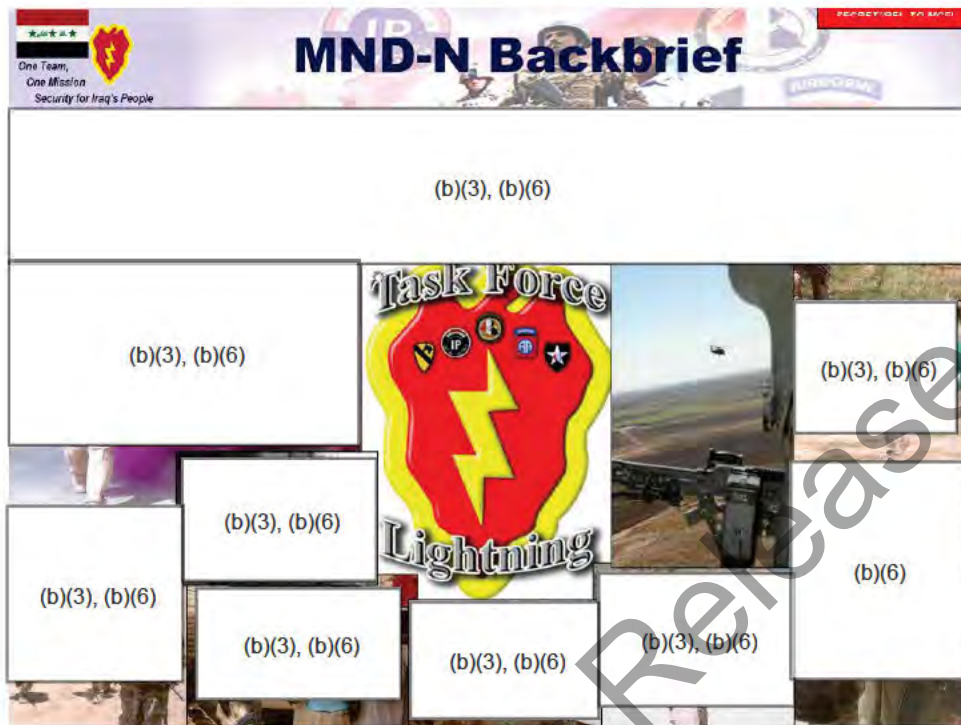 MND-N Backbrief
One Team,
One Mission
Security for Iraq's People
IP
(b)(3), (b)(6)
Task Force
(b)(3), (b)(6)
IP
AA
(b)(3), (b)(6)
(b)(3), (b)(6)
Lightning
(b)(3), (b)(6)
(b)(6)
(b)(3), (b)(6)
(b)(3), (b)(6)
(b)(3), (b)(6)
Release